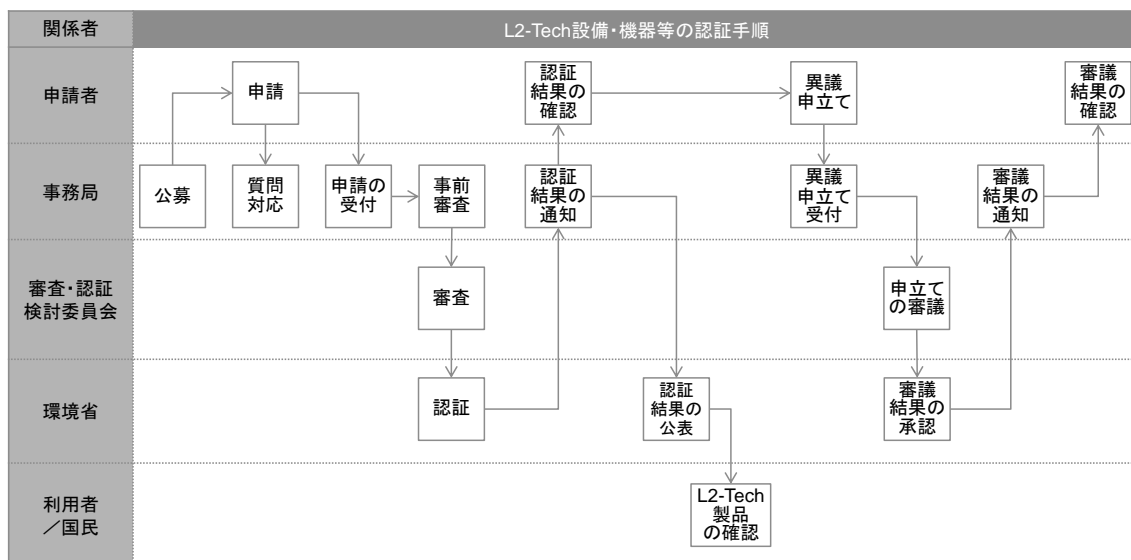 関係者
L2-Tech設備・機器等の認証手順
申請者
申請
認証
結果の
確認
異議
申立て
審議
結果の
確認
事務局
公募
質問
対応
申請の
受付
事前
審査
認証
結果の
通知
異議
申立て
受付
審議
結果の
通知
審査・認証
検討委員会
審査
申立て
の審議
環境省
認証
認証
結果の
公表
審議
結果の
承認
利用者
／国民
L2-Tech
製品
の確認